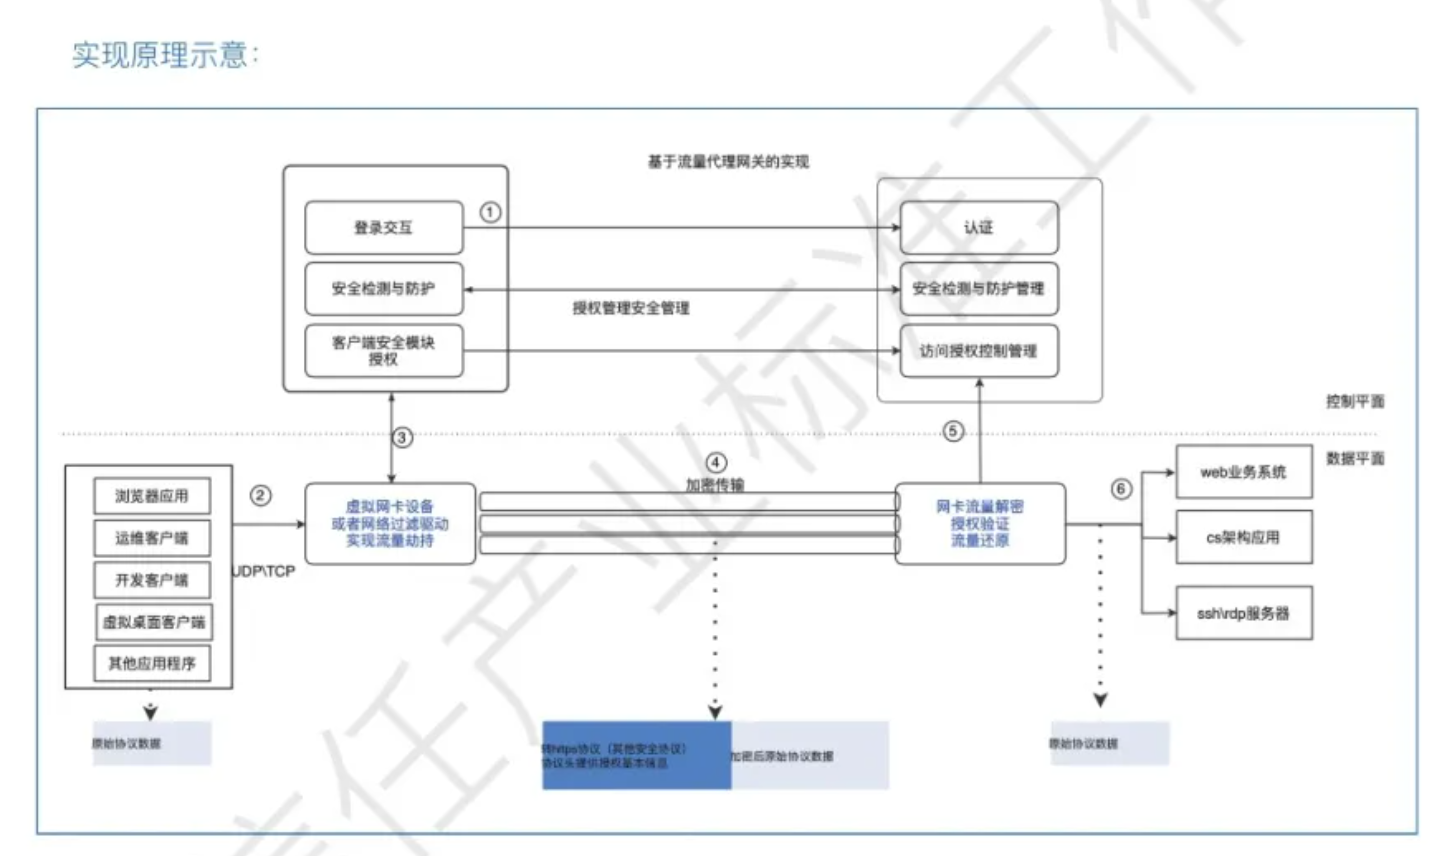 实现原理示意：
基于流量代理网关的实现
登录交互
①
认证
安全检测与防护
安全检测与防护管理
授权管理安全管理
客户端安全模块
授权
访问授权控制管理
控制平面
③
⑤
数据平面
浏览器应用
运维客户端
开发客户端
虚拟桌面客户端
其他应用程序
②
UDP\TCP
虚拟网卡设备
或者网络过滤驱动
实现流量劫持
④
加密传输
网卡流量解密
授权验证
流量还原
⑥
web业务系统
cs架构应用
ssh\rdp服务器
原始协议数据
转https协议（其他安全协议）
协议头提供授权基本信息
加密后原始协议数据
原始协议数据
信任产业标准工作